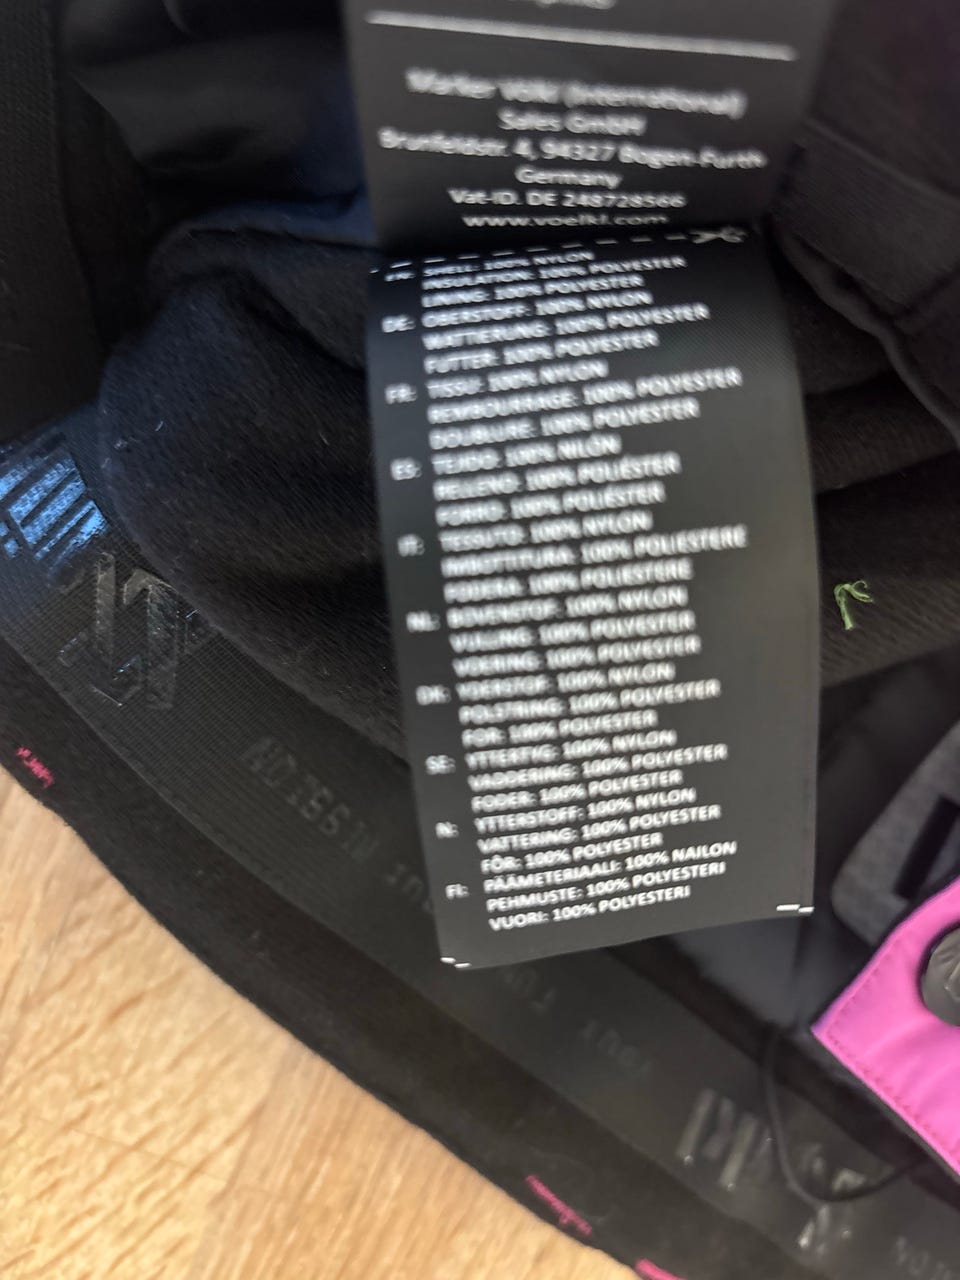 Marker Völkl (International)
Sales GmbH
4, 94327 Bogen-Furth
Germany
Vat-ID. DE 248728566
www.voelkl.com
SHELL: 100% NYLON
INSULATION: 100% POLYESTER
LINING: 100% POLYESTER
DE: OBERSTOFF: 100% NYLON
WATTIERUNG: 100% POLYESTER
FUTTER: 100% POLYESTER
FR: TISSU: 100% NYLON
REMBOURRAGE: 100% POLYESTER
DOUBLURE: 100% POLYESTER
ES: TEJIDO: 100% NILÓN
RELLENO: 100% POLIÉSTER
FORRO: 100% POLIÉSTER
IT: TESSUTO: 100% NYLON
IMBOTTITURA: 100% POLIESTERE
FODERA: 100% POLIESTERE
NL: BOVENSTOF: 100% NYLON
VULLING: 100% POLYESTER
VOERING: 100% POLYESTER
DK: YDERSTOF: 100% NYLON
POLSTRING: 100% POLYESTER
FOR: 100% POLYESTER
SE: YTTERTYG: 100% NYLON
VADDERING: 100% POLYESTER
FODER: 100% POLYESTER
N: YTTERSTOFF: 100% NYLON
VATTERING: 100% POLYESTER
FÔR: 100% POLYESTER
FI: PÄÄMETERIAALI: 100% NAILON
PEHMUSTE: 100% POLYESTERI
VUORI: 100% POLYESTERI